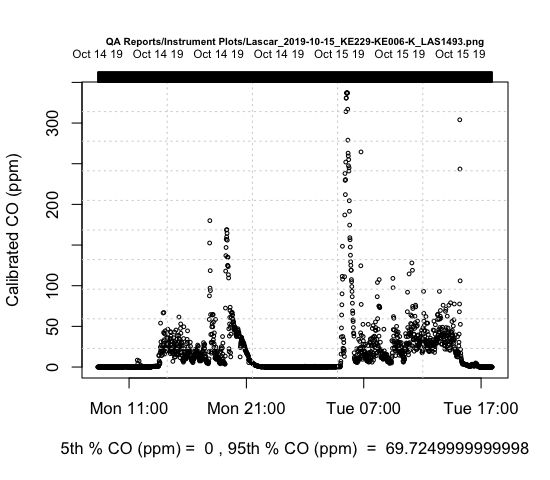 QA Reports/Instrument Plots/Lascar_2019-10-15_KE229-KE006-K_LAS1493.png
Oct 14 19 Oct 14 19 Oct 14 19 Oct 14 19 Oct 15 19 Oct 15 19 Oct 15 19
Calibrated CO (ppm)
300
200
100
50
0
Mon 11:00 Mon 21:00 Tue 07:00 Tue 17:00
5th % CO (ppm) = 0 , 95th % CO (ppm) = 69.7249999999998